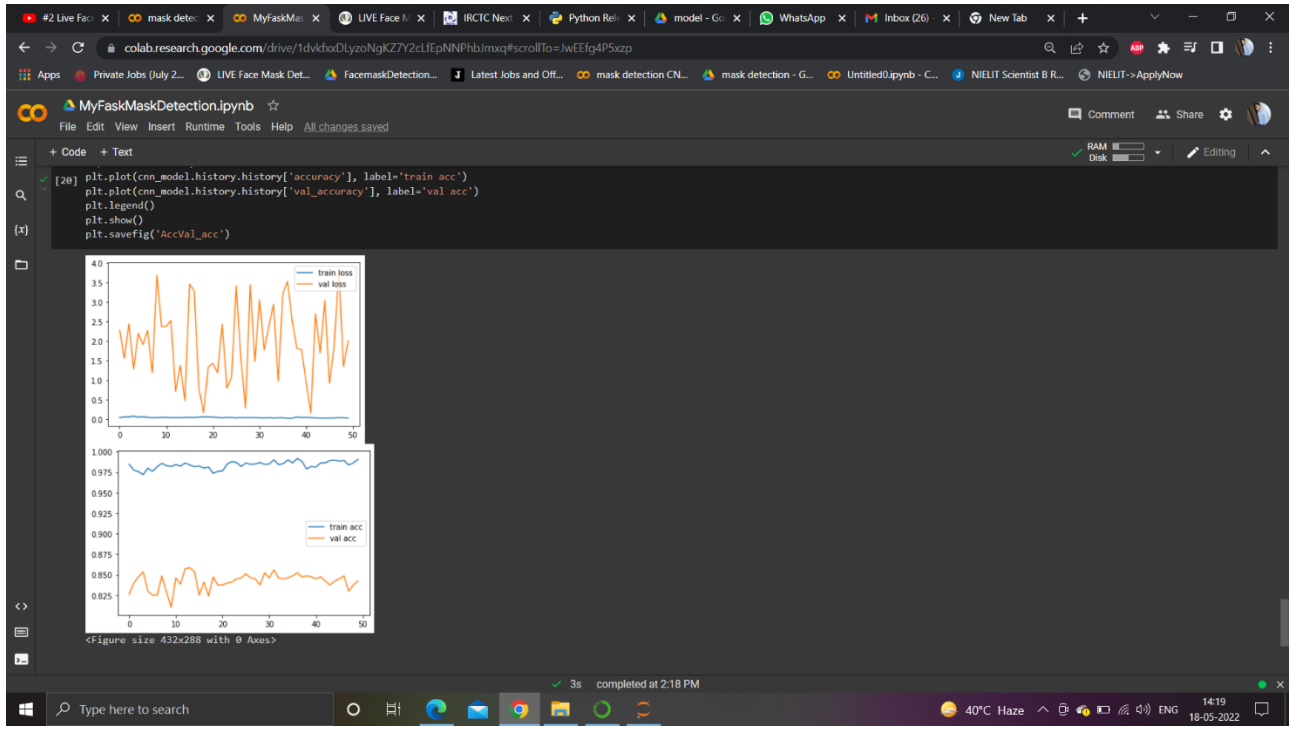 #2 Live Face
mask detec
MyFaskMas
LIVE Face M
IRCTC Next
Python Rele
model - Go
WhatsApp
Inbox (26) -
New Tab
colab.research.google.com/drive/1dvkfxxDLyzoNgKZ7Y2cLfEpNNPhbJmxq#scrollTo=JwEEfg4P5xzp
Apps
Private Jobs (July 2...
LIVE Face Mask Det...
FacemaskDetection...
Latest Jobs and Off...
mask detection CN...
mask detection - G...
Untitled0.ipynb - C...
NIELIT Scientist B R...
NIELIT->ApplyNow
MyFaskMaskDetection.ipynb
File Edit View Insert Runtime Tools Help All changes saved
Comment Share
+ Code + Text
RAM
Disk
Editing
[20] plt.plot(cnn_model.history.history['accuracy'], label='train acc')
plt.plot(cnn_model.history.history['val_accuracy'], label='val acc')
plt.legend()
plt.show()
plt.savefig('AccVal_acc')
4.0
3.5
3.0
2.5
2.0
1.5
1.0
0.5
0.0
0 10 20 30 40 50
train loss
val loss
1.000
0.975
0.950
0.925
0.900
0.875
0.850
0.825
0 10 20 30 40 50
train acc
val acc
<Figure size 432x288 with 0 Axes>
3s completed at 2:18 PM
Type here to search
40°C Haze
ENG
14:19
18-05-2022